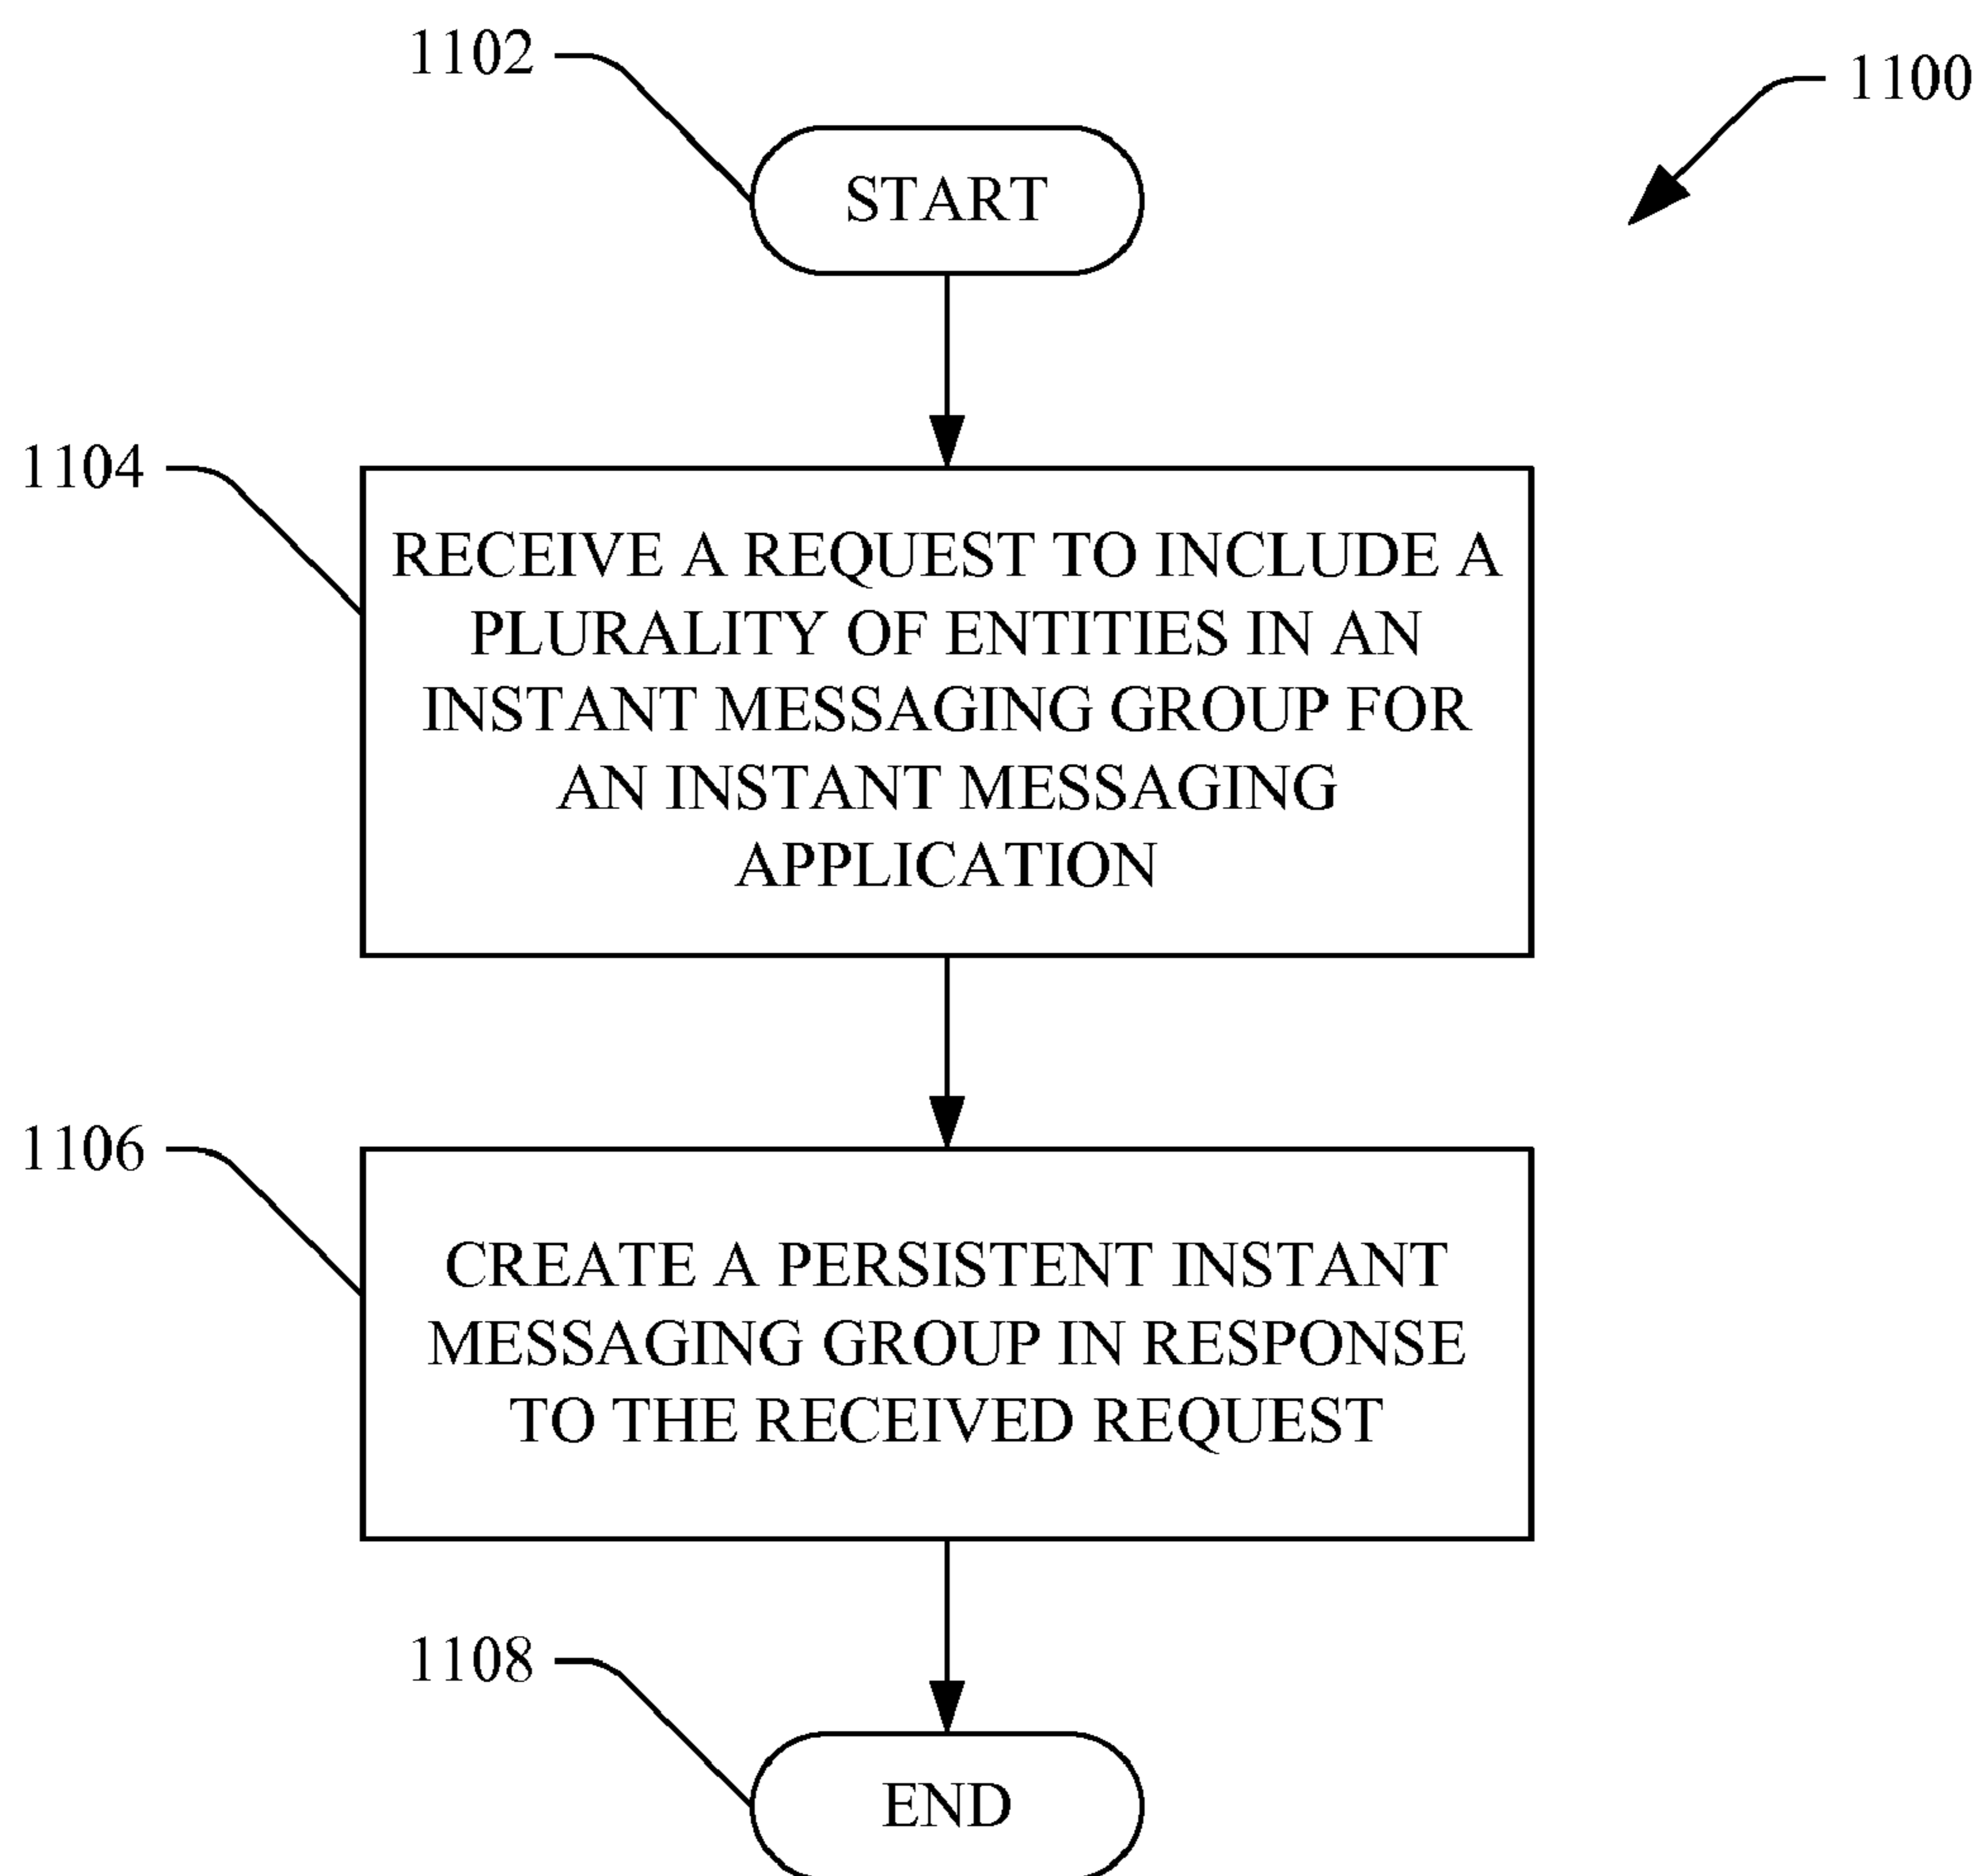 1102
1100
START
1104
RECEIVE A REQUEST TO INCLUDE A
PLURALITY OF ENTITIES IN AN
INSTANT MESSAGING GROUP FOR
AN INSTANT MESSAGING
APPLICATION
1106
CREATE A PERSISTENT INSTANT
MESSAGING GROUP IN RESPONSE
TO THE RECEIVED REQUEST
1108
END